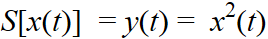 S[x(t)] = y(t) = x²(t)